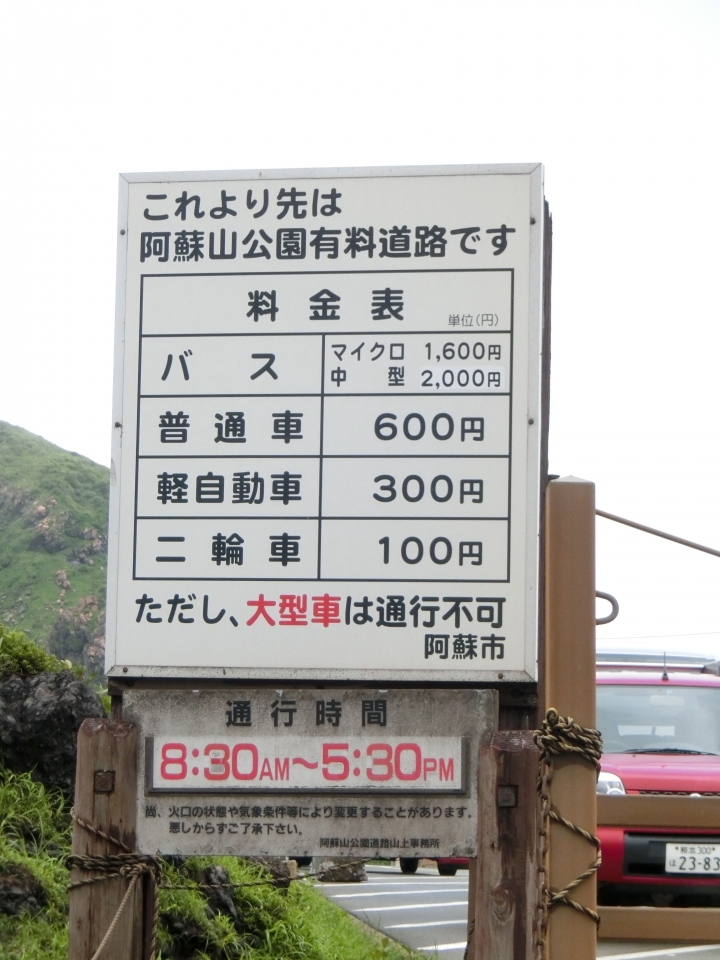 これより先は
阿蘇山公園有料道路です
料金表
単位(円)
バス マイクロ 1,600円
中型 2,000円
普通車 600円
軽自動車 300円
二輪車 100円
ただし、大型車は通行不可
阿蘇市
通行時間
8:30AM～5:30PM
尚、火口の状態や気象条件等により変更することがあります。
悪しからずご了承下さい。
阿蘇山公園道路山上事務所
300
23-83